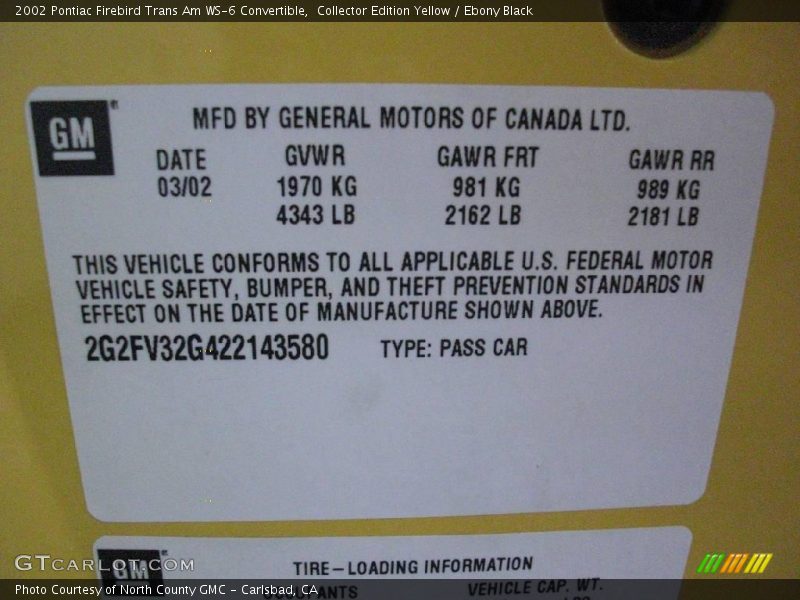 2002 Pontiac Firebird Trans Am WS-6 Convertible,  Collector Edition Yellow / Ebony Black
GM
MFD BY GENERAL MOTORS OF CANADA LTD.
DATE GVWR GAWR FRT GAWR RR
03/02 1970 KG 981 KG 989 KG
4343 LB 2162 LB 2181 LB
THIS VEHICLE CONFORMS TO ALL APPLICABLE U.S. FEDERAL MOTOR
VEHICLE SAFETY, BUMPER, AND THEFT PREVENTION STANDARDS IN
EFFECT ON THE DATE OF MANUFACTURE SHOWN ABOVE.
2G2FV32G422143580 TYPE: PASS CAR
GM
TIRE-LOADING INFORMATION
OCCUPANTS VEHICLE CAP. WT.
GTcarlot.com
Photo Courtesy of North County GMC - Carlsbad, CA